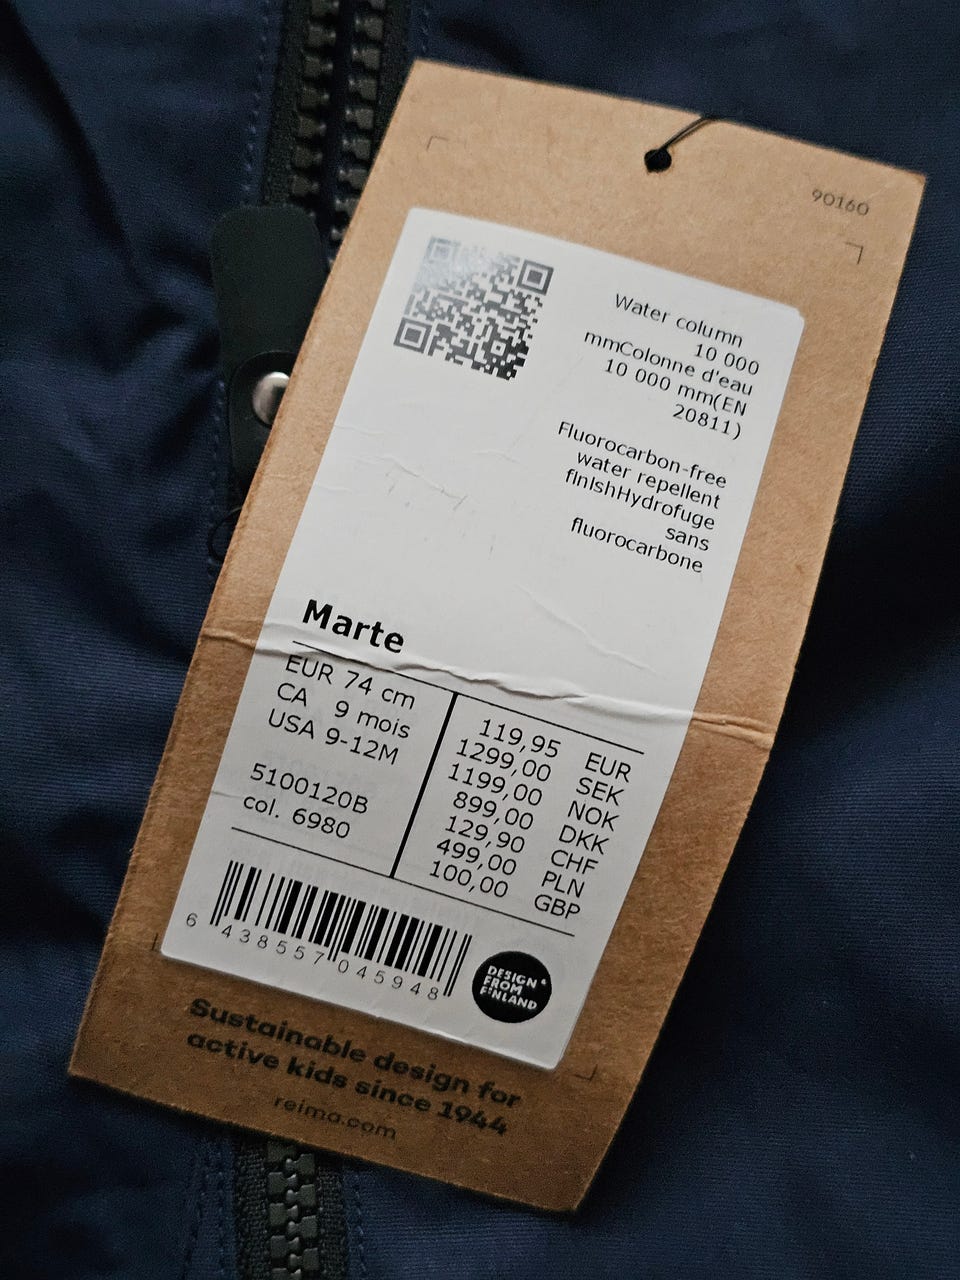 90160
Water column
10 000
mmColonne d'eau
10 000 mm(EN
20811)
Fluorocarbon-free
water repellent
finishHydrofuge
sans
fluorocarbone
Marte
EUR 74 cm
CA 9 mois
USA 9-12M
5100120B
col. 6980
119,95 EUR
1299,00 SEK
1199,00 NOK
899,00 DKK
129,90 CHF
499,00 PLN
100,00 GBP
6 438557 045948
DESIGN
FROM
FINLAND
Sustainable design for
active kids since 1944
reima.com